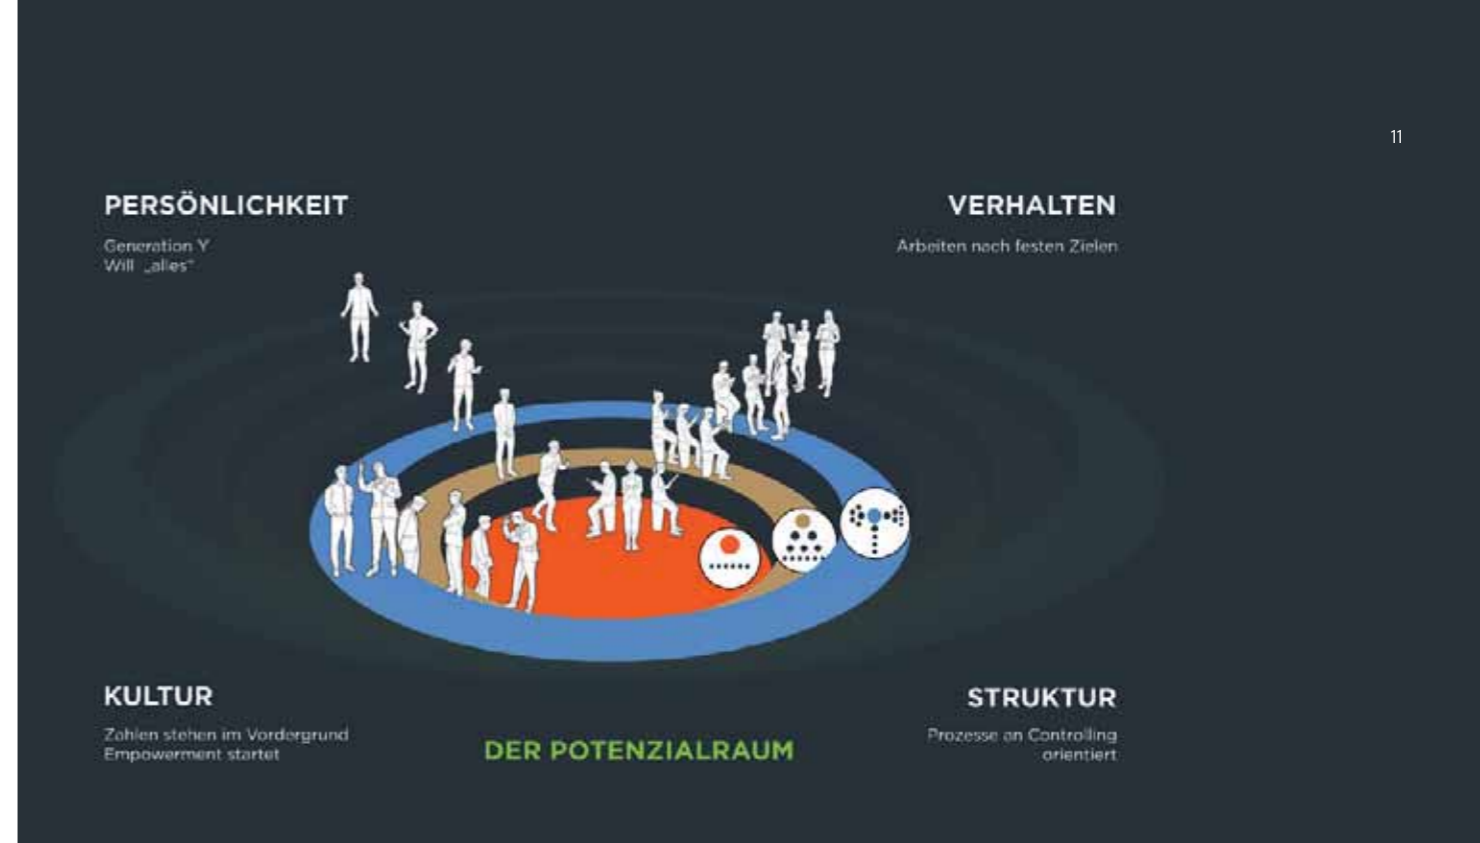 11
PERSÖNLICHKEIT
Generation Y
Will „alles“
VERHALTEN
Arbeiten nach festen Zielen
KULTUR
Zahlen stehen im Vordergrund
Empowerment startet
DER POTENZIALRAUM
STRUKTUR
Prozesse an Controlling
orientiert